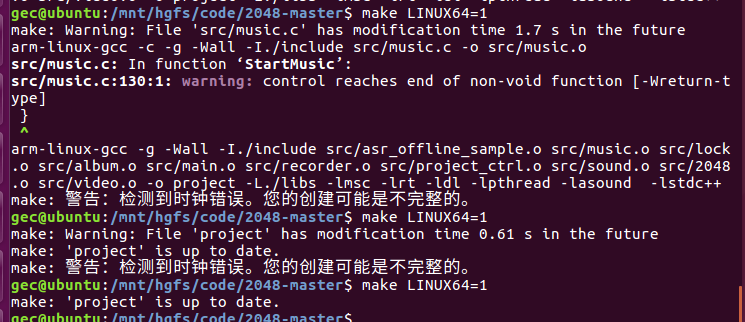 gec@ubuntu:/mnt/hgfs/code/2048-master$ make LINUX64=1
make: Warning: File 'src/music.c' has modification time 1.7 s in the future
arm-linux-gcc -c -g -Wall -I./include src/music.c -o src/music.o
src/music.c: In function ‘StartMusic’:
src/music.c:130:1: warning: control reaches end of non-void function [-Wreturn-t
ype]
 }
 ^
arm-linux-gcc -g -Wall -I./include src/asr_offline_sample.o src/music.o src/lock
.o src/album.o src/main.o src/recorder.o src/project_ctrl.o src/sound.o src/2048
.o src/video.o -o project -L./libs -lmsc -lrt -ldl -lpthread -lasound  -lstdc++
make: 警告：检测到时钟错误。您的创建可能是不完整的。
gec@ubuntu:/mnt/hgfs/code/2048-master$ make LINUX64=1
make: Warning: File 'project' has modification time 0.61 s in the future
make: 'project' is up to date.
make: 警告：检测到时钟错误。您的创建可能是不完整的。
gec@ubuntu:/mnt/hgfs/code/2048-master$ make LINUX64=1
make: 'project' is up to date.
gec@ubuntu:/mnt/hgfs/code/2048-master$